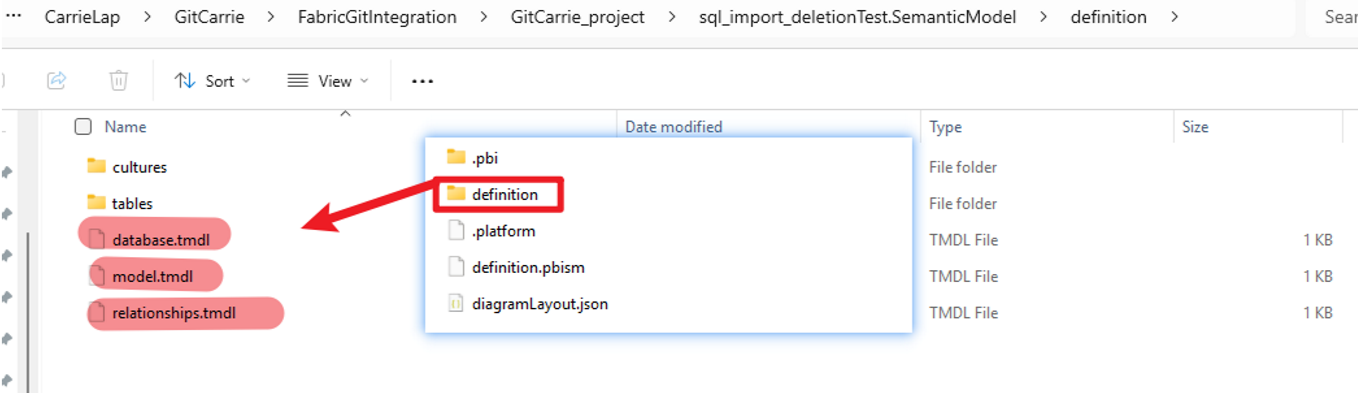 ··· CarrieLap > GitCarrie > FabricGitIntegration > GitCarrie_project > sql_import_deletionTest.SemanticModel > definition >
Sort View ···
Name Date modified Type Size
cultures File folder
tables File folder
database.tmdl TMDL File 1 KB
model.tmdl TMDL File 1 KB
relationships.tmdl TMDL File 1 KB
.pbi
definition
.platform
definition.pbism
diagramLayout.json